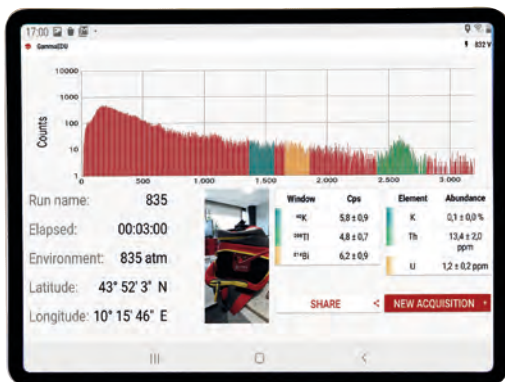 17:00
GammaEDU
832 V
10000
1000
100
10
1
Counts
0 500 1.000 1.500 2.000 2.500 3.000
Run name: 835
Elapsed: 00:03:00
Environment: 835 atm
Latitude: 43° 52' 3" N
Longitude: 10° 15' 46" E
Window Cps
⁴⁰K 5,8 ± 0,9
²⁰⁸Tl 4,8 ± 0,7
²¹⁴Bi 6,2 ± 0,9
Element Abundance
K 0,1 ± 0,0 %
Th 13,4 ± 2,0
ppm
U 1,2 ± 0,2 ppm
SHARE <
NEW ACQUISITION